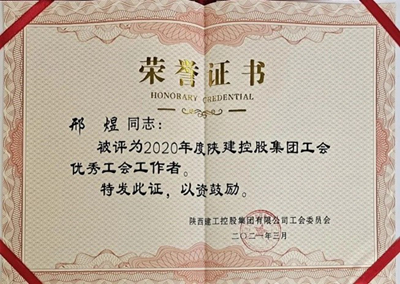 荣誉证书
HONORARY CREDENTIAL
邢煜同志：
被评为2020年度陕建控股集团工会
优秀工会工作者。
特发此证，以资鼓励。
陕西建工控股集团有限公司工会委员会
二〇二一年三月